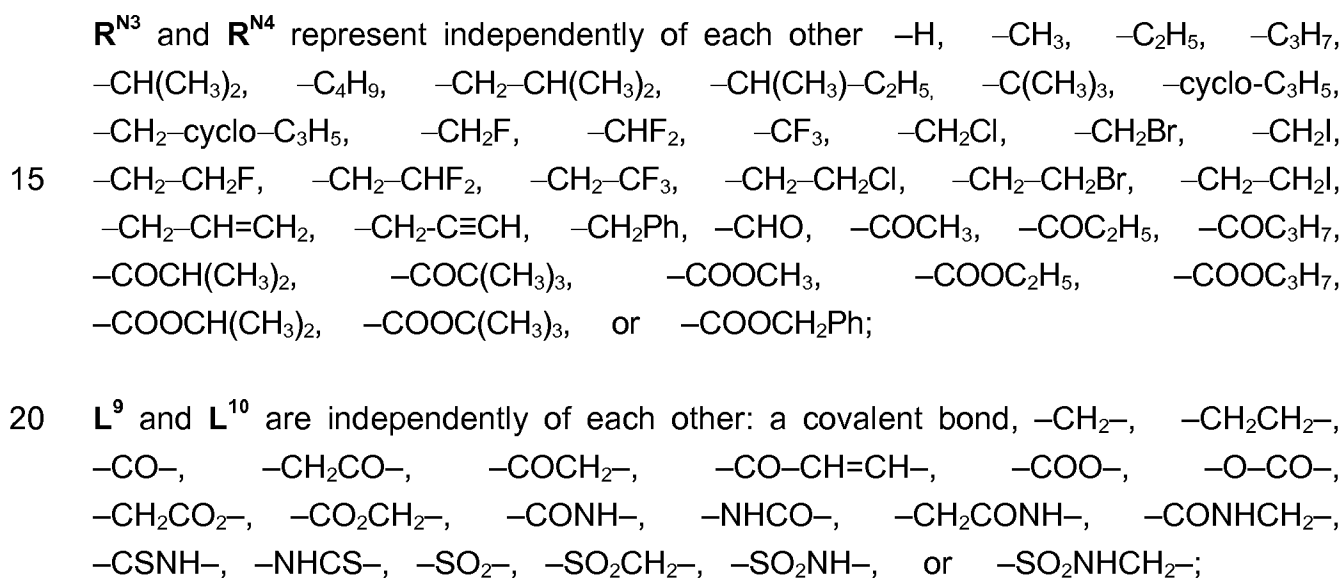 R^N3 and R^N4 represent independently of each other –H, –CH₃, –C₂H₅, –C₃H₇,
–CH(CH₃)₂, –C₄H₉, –CH₂–CH(CH₃)₂, –CH(CH₃)–C₂H₅, –C(CH₃)₃, –cyclo-C₃H₅,
–CH₂–cyclo–C₃H₅, –CH₂F, –CHF₂, –CF₃, –CH₂Cl, –CH₂Br, –CH₂I,
15 –CH₂–CH₂F, –CH₂–CHF₂, –CH₂–CF₃, –CH₂–CH₂Cl, –CH₂–CH₂Br, –CH₂–CH₂I,
–CH₂–CH=CH₂, –CH₂-C≡CH, –CH₂Ph, –CHO, –COCH₃, –COC₂H₅, –COC₃H₇,
–COCH(CH₃)₂, –COC(CH₃)₃, –COOCH₃, –COOC₂H₅, –COOC₃H₇,
–COOCH(CH₃)₂, –COOC(CH₃)₃, or –COOCH₂Ph;
20 L⁹ and L¹⁰ are independently of each other: a covalent bond, –CH₂–, –CH₂CH₂–,
–CO–, –CH₂CO–, –COCH₂–, –CO–CH=CH–, –COO–, –O–CO–,
–CH₂CO₂–, –CO₂CH₂–, –CONH–, –NHCO–, –CH₂CONH–, –CONHCH₂–,
–CSNH–, –NHCS–, –SO₂–, –SO₂CH₂–, –SO₂NH–, or –SO₂NHCH₂–;